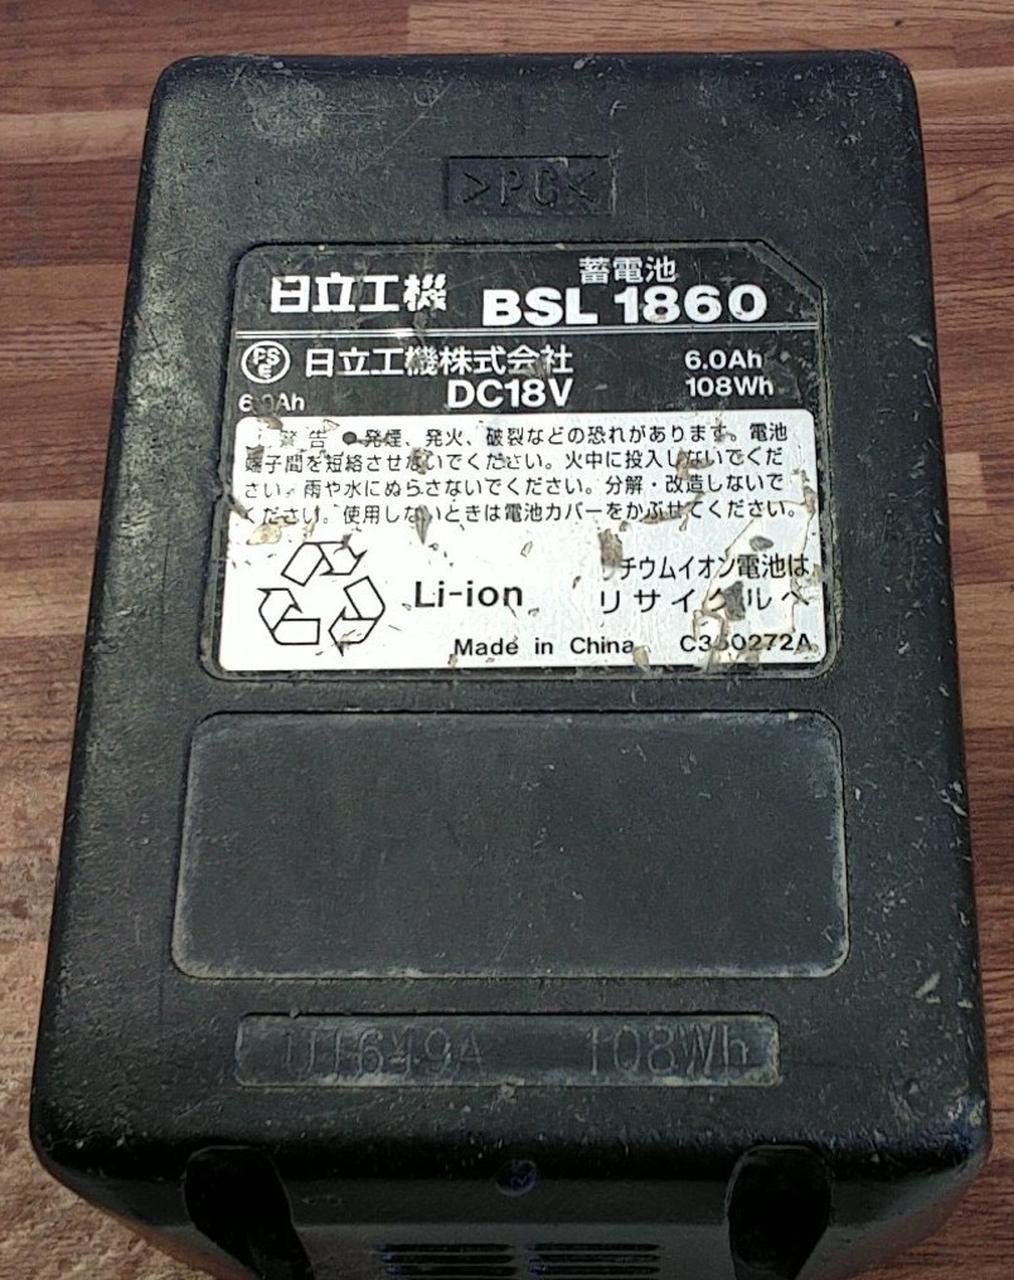 >PC<
蓄電池
日立工機 BSL 1860
PS E 日立工機株式会社 6.0Ah
DC18V 108Wh
6.0Ah
警告 ●発煙、発火、破裂などの恐れがあります。電池
端子間を短絡させないでください。火中に投入しないでくだ
さい。雨や水にぬらさないでください。分解・改造しないで
ください。使用しないときは電池カバーをかぶせてください。
Li-ion
リチウムイオン電池は
リサイクルへ
Made in China
108Wh